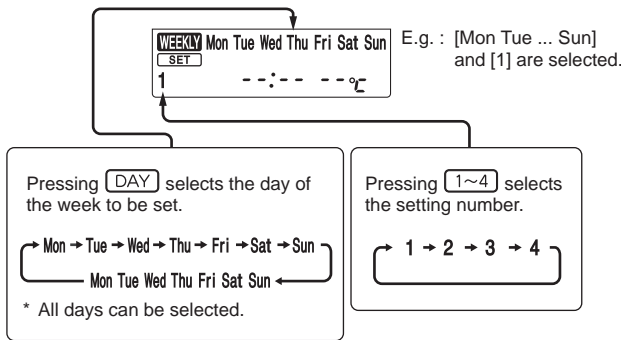 WEEKLY Mon Tue Wed Thu Fri Sat Sun
SET
1 --:-- --°C
E.g. : [Mon Tue ... Sun]
and [1] are selected.
Pressing DAY selects the day of
the week to be set.
Mon → Tue → Wed → Thu → Fri → Sat → Sun
Mon Tue Wed Thu Fri Sat Sun
* All days can be selected.
Pressing 1~4 selects
the setting number.
1 → 2 → 3 → 4